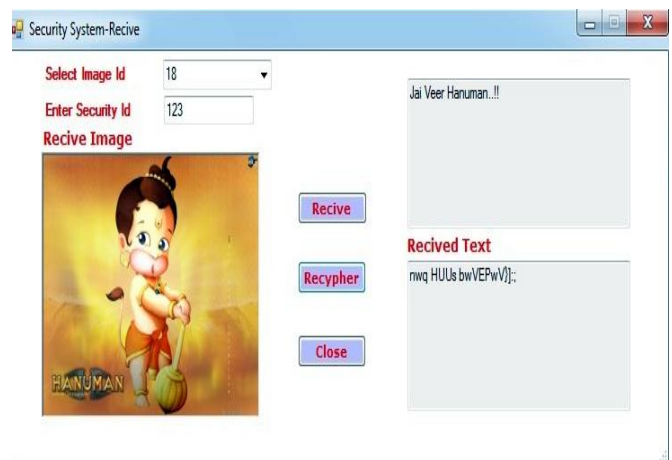 Security System-Recive
Select Image Id 18
Enter Security Id 123
Recive Image
HANUMAN
Recive
Recypher
Close
Jai Veer Hanuman..!!
Recived Text
nwq HUUs bwVEPwV}];;